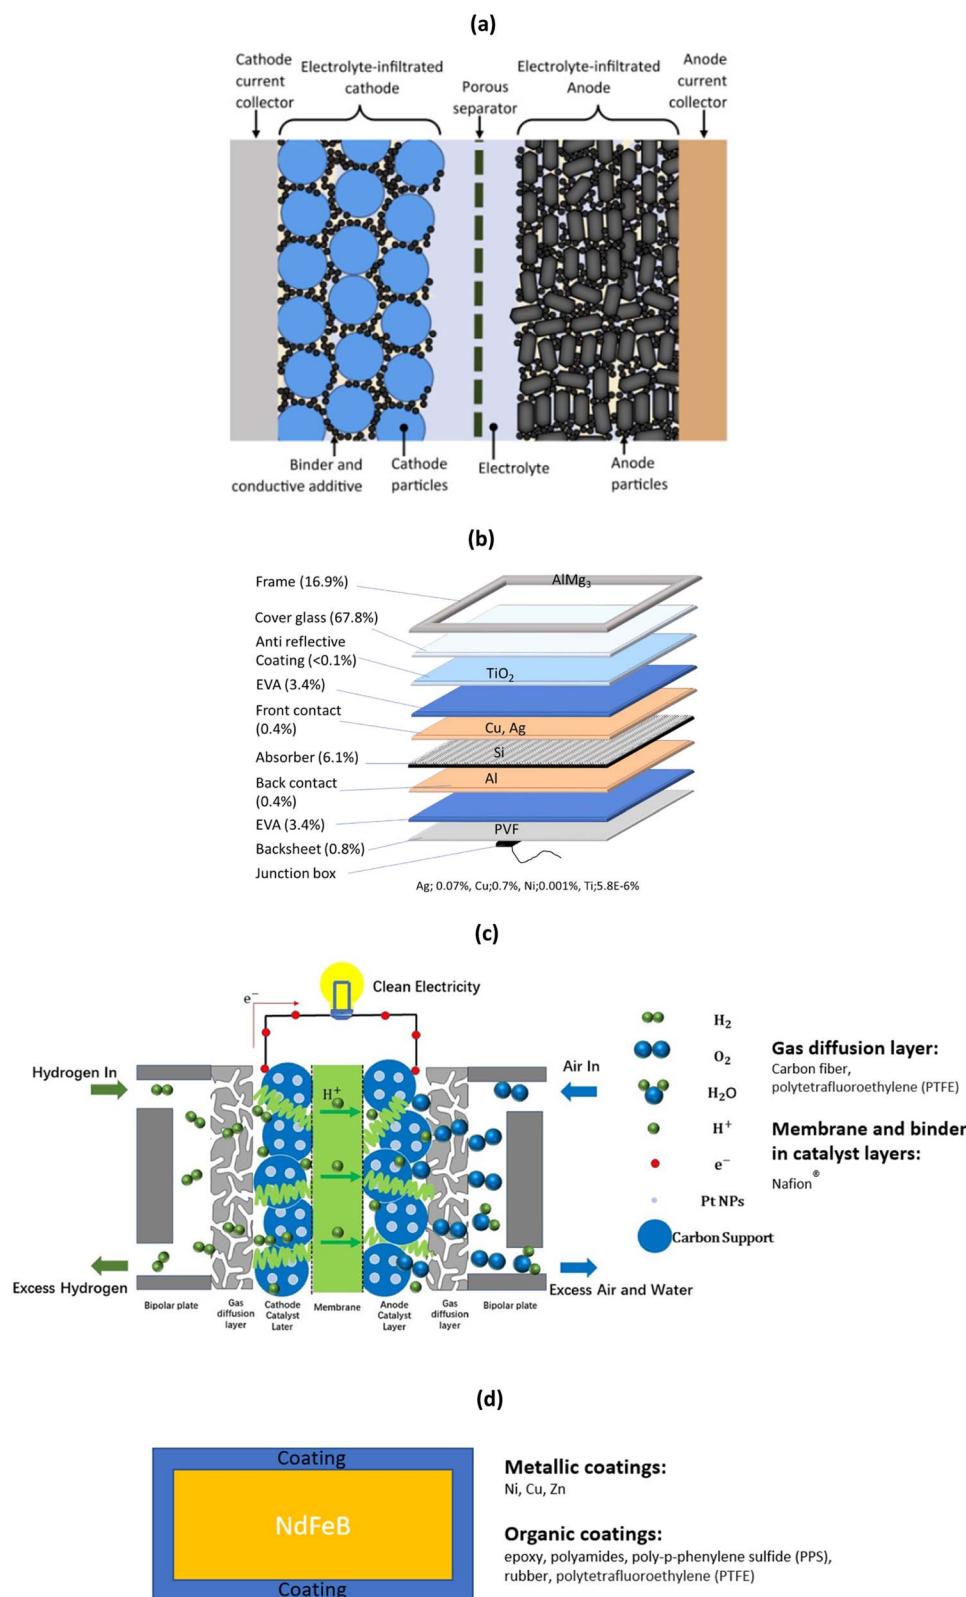 (a)
Cathode
current
collector
Electrolyte-infiltrated
cathode
Porous
separator
Electrolyte-infiltrated
Anode
Anode
current
collector
Binder and
conductive additive
Cathode
particles
Electrolyte
Anode
particles
(b)
Frame (16.9%)
AlMg3
Cover glass (67.8%)
Anti reflective
Coating (<0.1%)
TiO2
EVA (3.4%)
Front contact
(0.4%)
Cu, Ag
Absorber (6.1%)
Si
Back contact
(0.4%)
Al
EVA (3.4%)
PVF
Backsheet (0.8%)
Junction box
Ag; 0.07%, Cu;0.7%, Ni;0.001%, Ti;5.8E-6%
(c)
Clean Electricity
e−
Hydrogen In
H+
Air In
Excess Hydrogen
Excess Air and Water
Bipolar plate
Gas
diffusion
layer
Cathode
Catalyst
Later
Membrane
Anode
Catalyst
Layer
Gas
diffusion
layer
Bipolar plate
H2
O2
H2O
H+
e−
Pt NPs
Carbon Support
Gas diffusion layer:
Carbon fiber,
polytetrafluoroethylene (PTFE)
Membrane and binder
in catalyst layers:
Nafion®
(d)
Coating
NdFeB
Coating
Metallic coatings:
Ni, Cu, Zn
Organic coatings:
epoxy, polyamides, poly-p-phenylene sulfide (PPS),
rubber, polytetrafluoroethylene (PTFE)